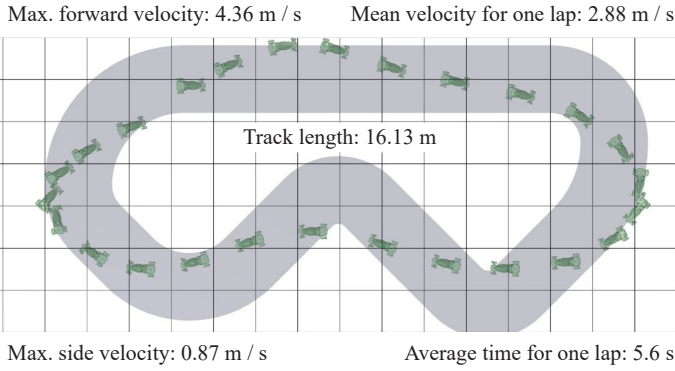 Max. forward velocity: 4.36 m / s
Mean velocity for one lap: 2.88 m / s
Track length: 16.13 m
Max. side velocity: 0.87 m / s
Average time for one lap: 5.6 s